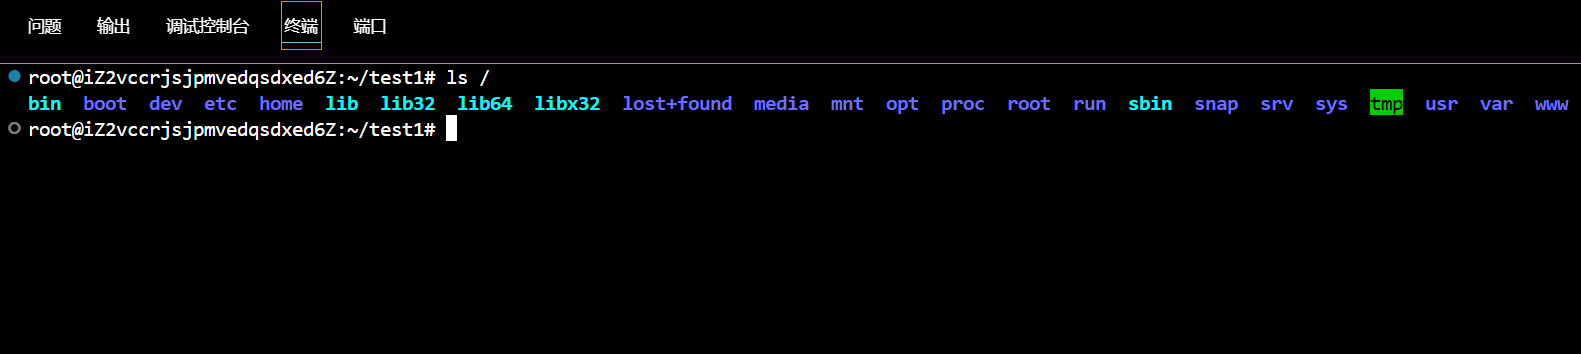 问题 输出 调试控制台 终端 端口
root@iZ2vccrjsjpmvedqsdxed6Z:~/test1# ls /
bin boot dev etc home lib lib32 lib64 libx32 lost+found media mnt opt proc root run sbin snap srv sys tmp usr var www
root@iZ2vccrjsjpmvedqsdxed6Z:~/test1#